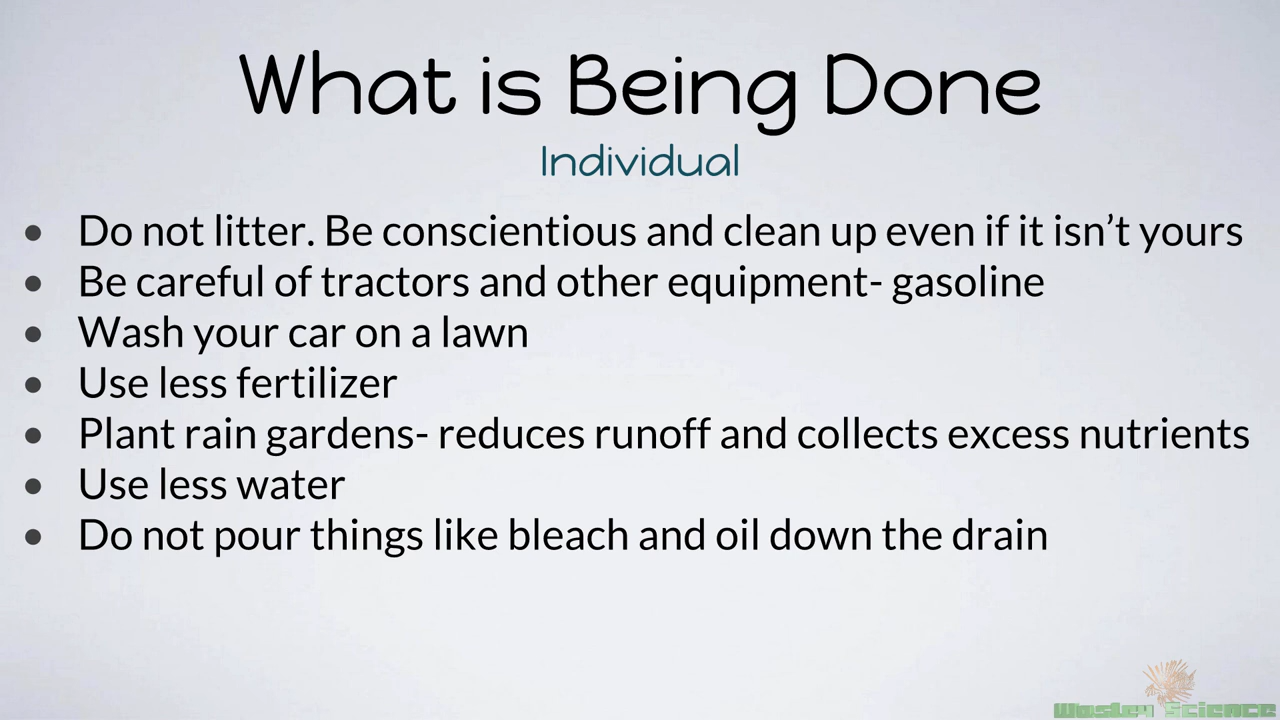 What is Being Done
Individual
• Do not litter. Be conscientious and clean up even if it isn’t yours
• Be careful of tractors and other equipment- gasoline
• Wash your car on a lawn
• Use less fertilizer
• Plant rain gardens- reduces runoff and collects excess nutrients
• Use less water
• Do not pour things like bleach and oil down the drain
Wasley Science